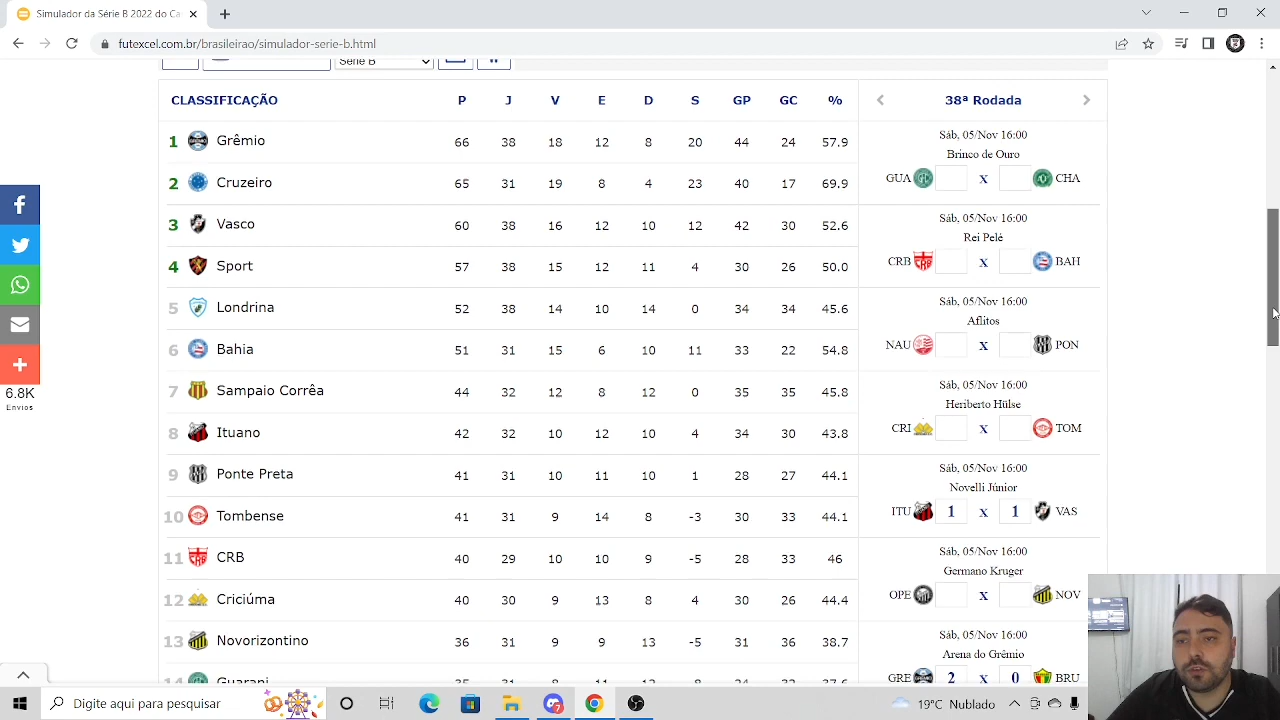 Simulador da Série B 2022 do Ca
futexcel.com.br/brasileirao/simulador-serie-b.html
Série B
CLASSIFICAÇÃO P J V E D S GP GC % 38ª Rodada
1 Grêmio 66 38 18 12 8 20 44 24 57.9
2 Cruzeiro 65 31 19 8 4 23 40 17 69.9
3 Vasco 60 38 16 12 10 12 42 30 52.6
4 Sport 57 38 15 12 11 4 30 26 50.0
5 Londrina 52 38 14 10 14 0 34 34 45.6
6 Bahia 51 31 15 6 10 11 33 22 54.8
7 Sampaio Corrêa 44 32 12 8 12 0 35 35 45.8
8 Ituano 42 32 10 12 10 4 34 30 43.8
9 Ponte Preta 41 31 10 11 10 1 28 27 44.1
10 Tombense 41 31 9 14 8 -3 30 33 44.1
11 CRB 40 29 10 10 9 -5 28 33 46
12 Criciúma 40 30 9 13 8 4 30 26 44.4
13 Novorizontino 36 31 9 9 13 -5 31 36 38.7
14 Guarani 35 31 8 11 12 -8 24 32 37.6
Sáb, 05/Nov 16:00
Brinco de Ouro
GUA x CHA
Sáb, 05/Nov 16:00
Rei Pelé
CRB x BAH
Sáb, 05/Nov 16:00
Aflitos
NAU x PON
Sáb, 05/Nov 16:00
Heriberto Hülse
CRI x TOM
Sáb, 05/Nov 16:00
Novelli Júnior
ITU 1 x 1 VAS
Sáb, 05/Nov 16:00
Germano Kruger
OPE x NOV
Sáb, 05/Nov 16:00
Arena do Grêmio
GRE 2 x 0 BRU
6.8K
Envios
Digite aqui para pesquisar
19°C Nublado